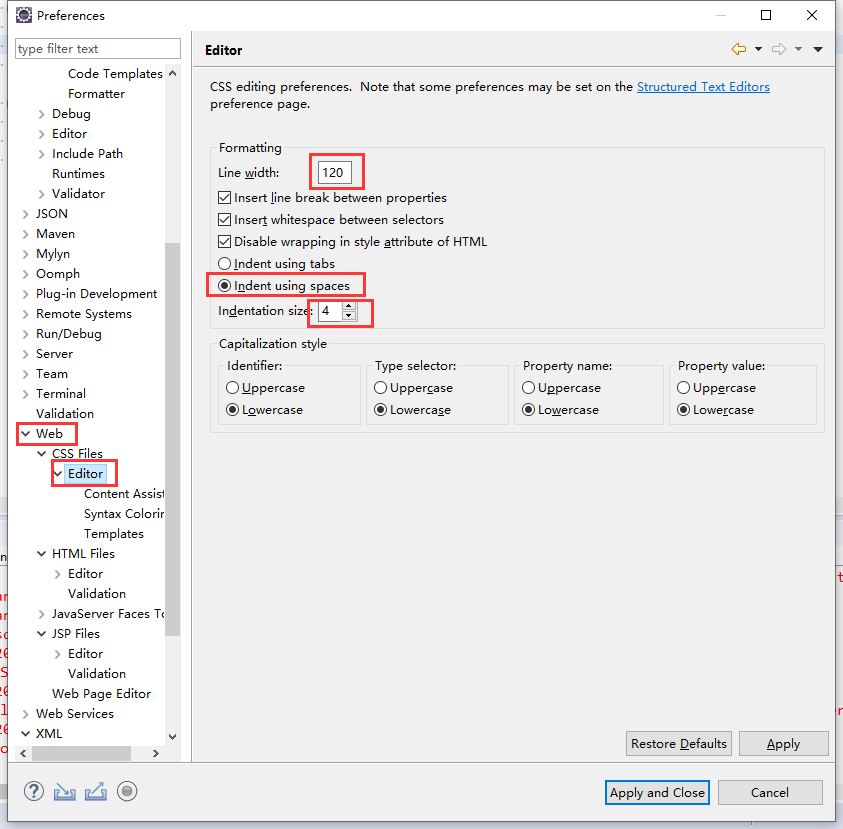 Preferences
type filter text
Code Templates
Formatter
Debug
Editor
Include Path
Runtimes
Validator
JSON
Maven
Mylyn
Oomph
Plug-in Development
Remote Systems
Run/Debug
Server
Team
Terminal
Validation
Web
CSS Files
Editor
Content Assist
Syntax Colorin
Templates
HTML Files
Editor
Validation
JavaServer Faces To
JSP Files
Editor
Validation
Web Page Editor
Web Services
XML
Editor
CSS editing preferences. Note that some preferences may be set on the Structured Text Editors
preference page.
Formatting
Line width: 120
Insert line break between properties
Insert whitespace between selectors
Disable wrapping in style attribute of HTML
Indent using tabs
Indent using spaces
Indentation size: 4
Capitalization style
Identifier: Type selector: Property name: Property value:
Uppercase Uppercase Uppercase Uppercase
Lowercase Lowercase Lowercase Lowercase
Restore Defaults Apply
? Apply and Close Cancel